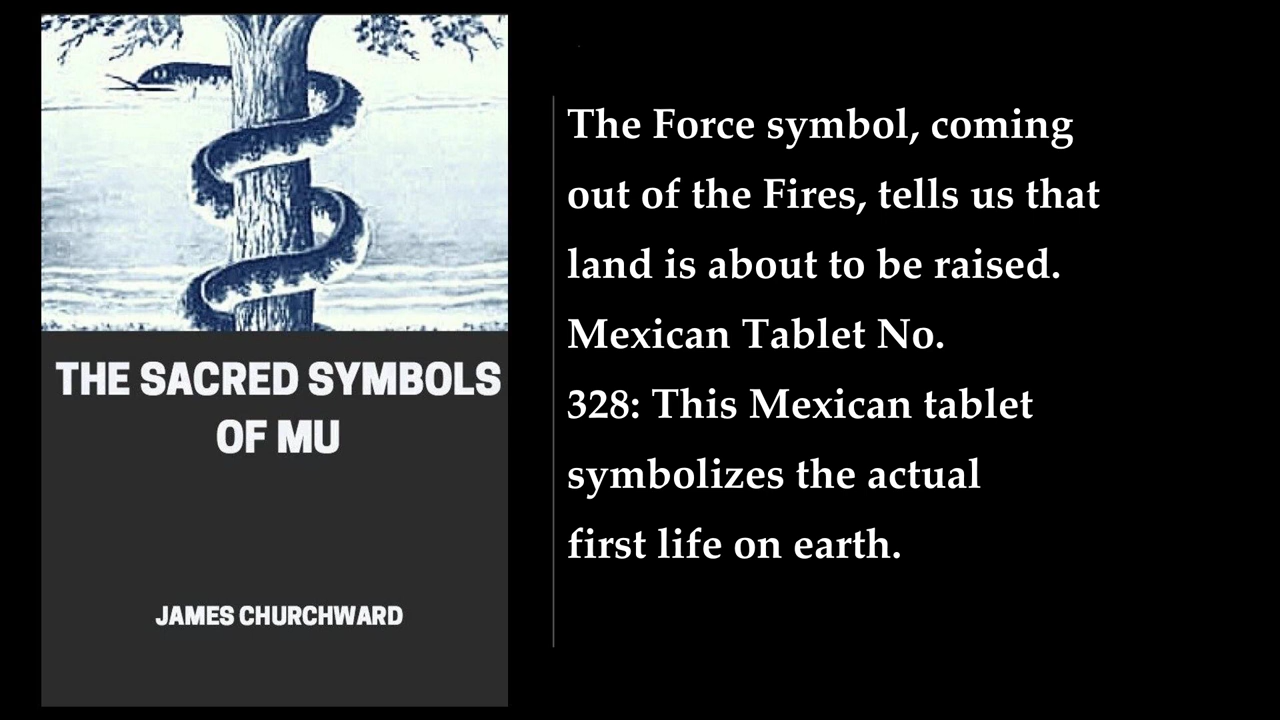 THE SACRED SYMBOLS
OF MU
JAMES CHURCHWARD
The Force symbol, coming
out of the Fires, tells us that
land is about to be raised.
Mexican Tablet No.
328: This Mexican tablet
symbolizes the actual
first life on earth.